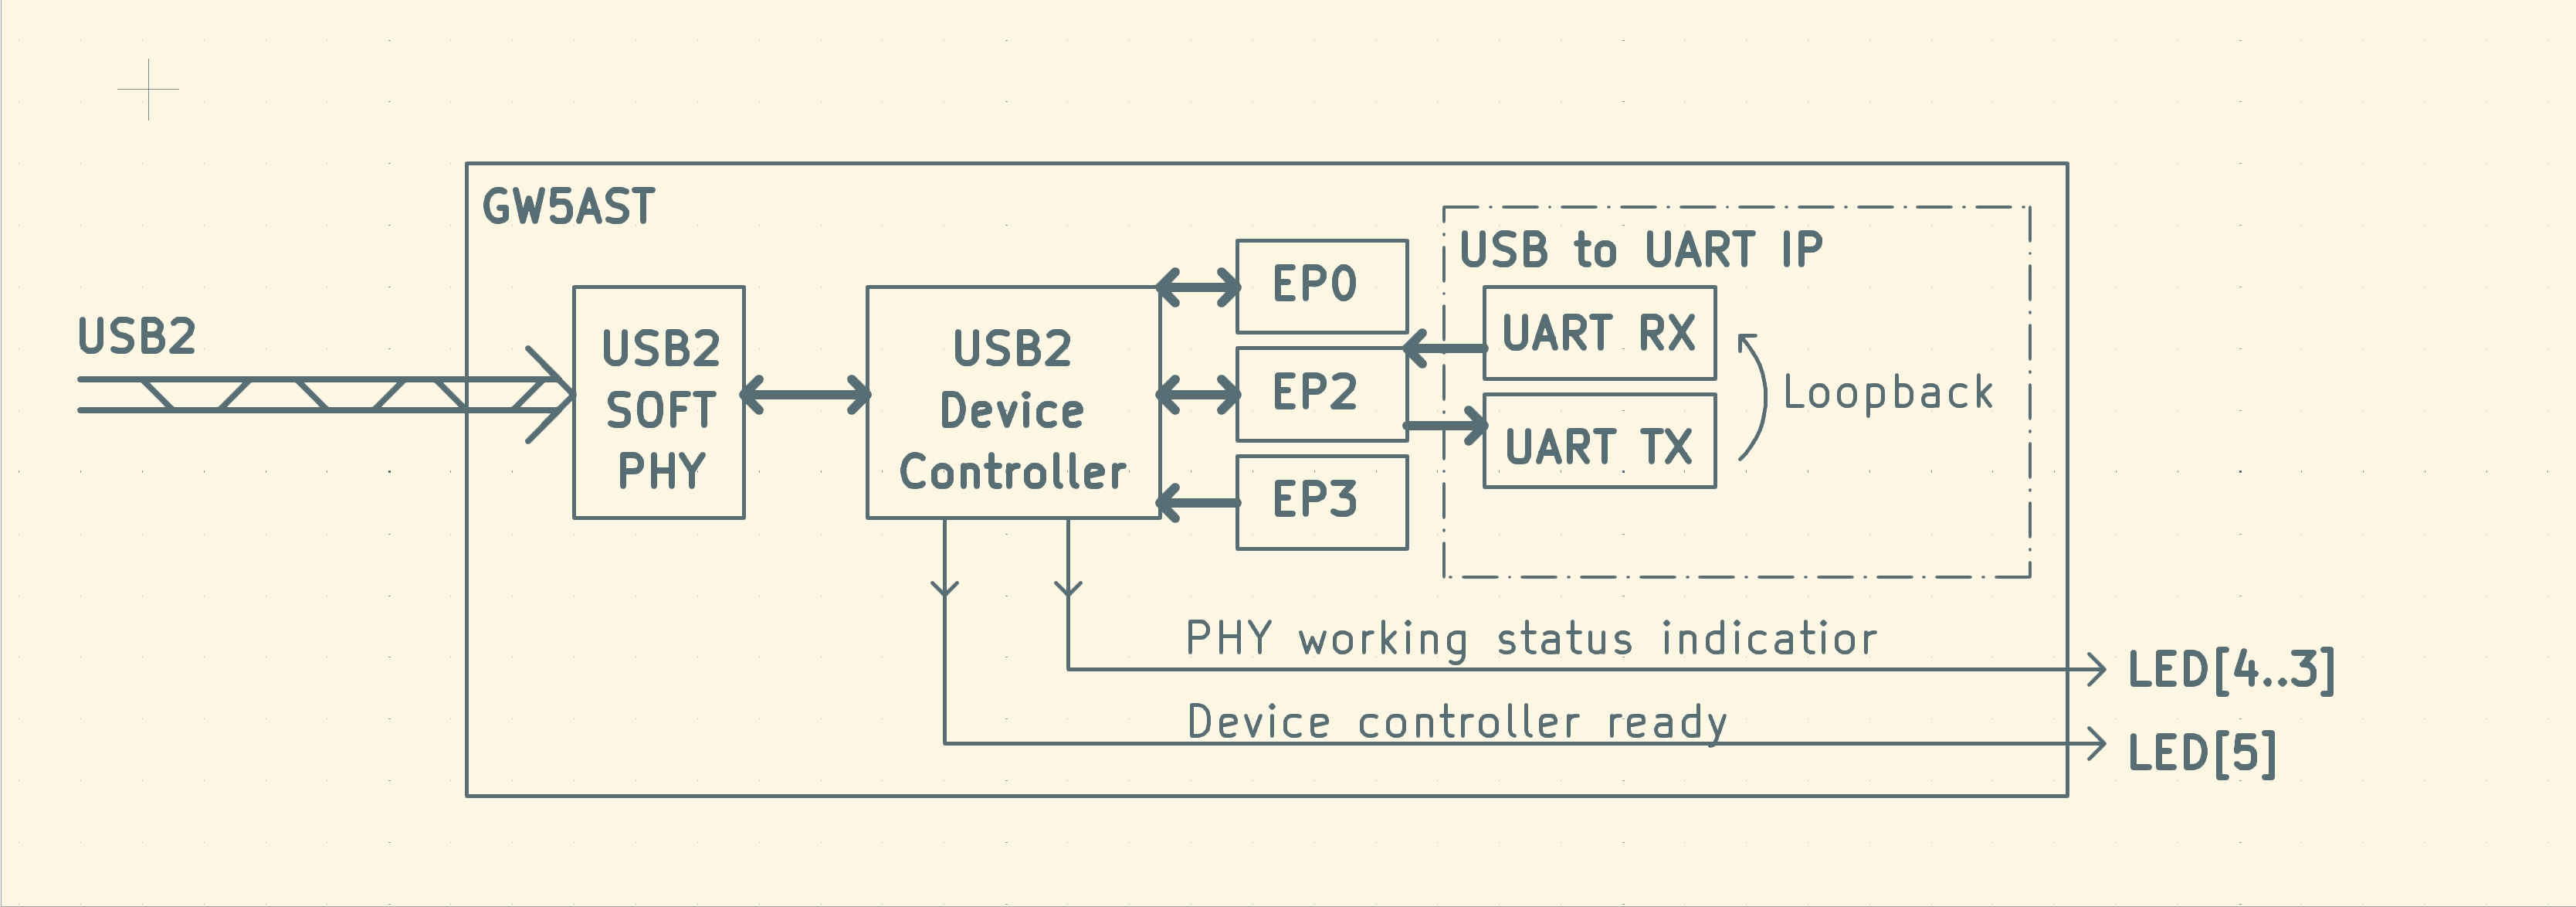 GW5AST
USB2
USB2
SOFT
PHY
USB2
Device
Controller
EP0
EP2
EP3
USB to UART IP
UART RX
UART TX
Loopback
PHY working status indicatior
LED[4..3]
Device controller ready
LED[5]